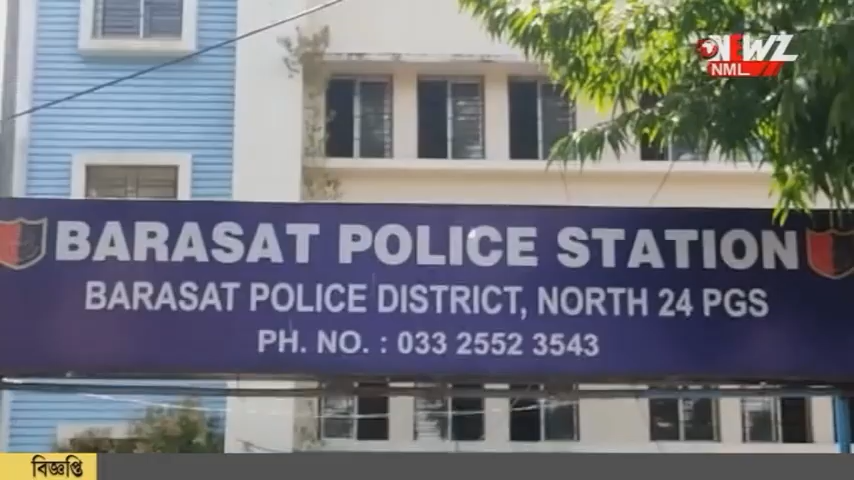 NEWZ
NML
BARASAT POLICE STATION
BARASAT POLICE DISTRICT, NORTH 24 PGS
PH. NO. : 033 2552 3543
বিজ্ঞপ্তি